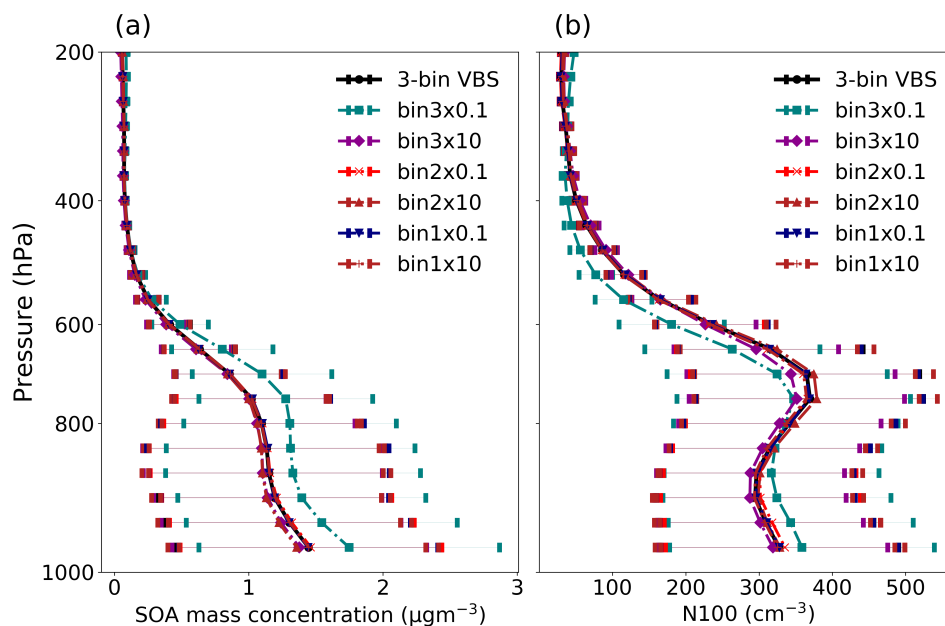 (a)
(b)
200
400
600
800
1000
Pressure (hPa)
3-bin VBS
bin3x0.1
bin3x10
bin2x0.1
bin2x10
bin1x0.1
bin1x10
3-bin VBS
bin3x0.1
bin3x10
bin2x0.1
bin2x10
bin1x0.1
bin1x10
0 1 2 3
SOA mass concentration (μgm⁻³)
0 100 200 300 400 500
N100 (cm⁻³)